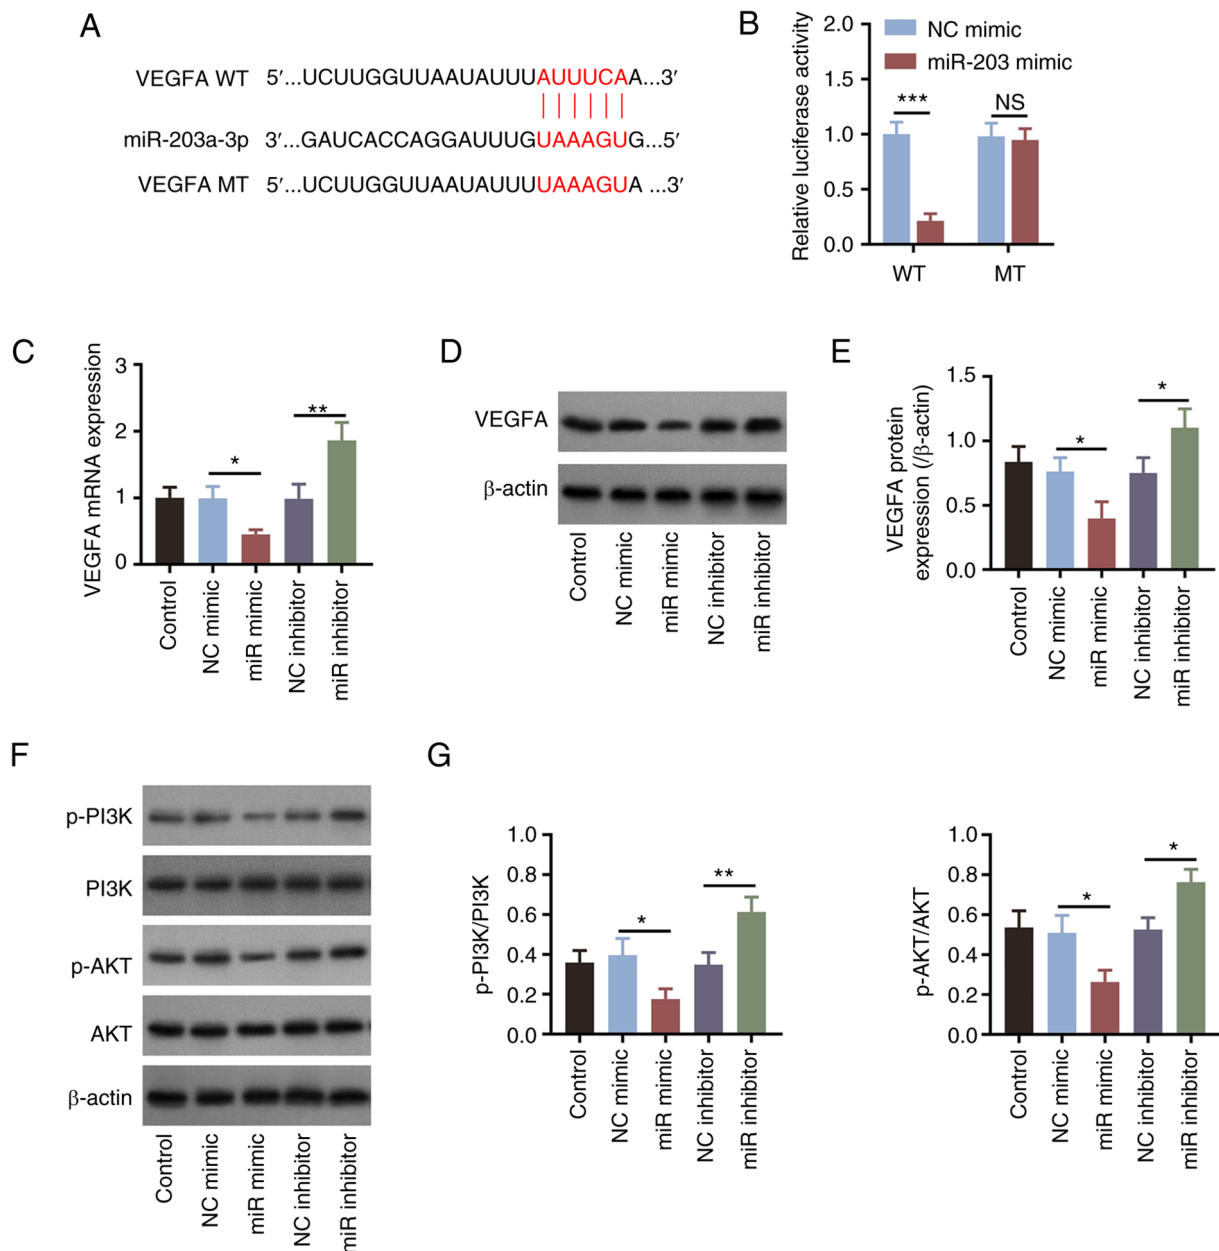 A
VEGFA WT 5′...UCUUGGUUAAUAUUUAUUUCAA...3′
miR-203a-3p 3′...GAUCACCAGGAUUUGUAAAGUG...5′
VEGFA MT 5′...UCUUGGUUAAUAUUUUAAAGUA ...3′
B
Relative luciferase activity
2.0
1.5
1.0
0.5
0.0
NC mimic
miR-203 mimic
***
NS
WT
MT
C
VEGFA mRNA expression
3
2
1
0
*
**
Control
NC mimic
miR mimic
NC inhibitor
miR inhibitor
D
VEGFA
β-actin
Control
NC mimic
miR mimic
NC inhibitor
miR inhibitor
E
VEGFA protein
expression (/β-actin)
1.5
1.0
0.5
0.0
*
*
Control
NC mimic
miR mimic
NC inhibitor
miR inhibitor
F
p-PI3K
PI3K
p-AKT
AKT
β-actin
Control
NC mimic
miR mimic
NC inhibitor
miR inhibitor
G
p-PI3K/PI3K
1.0
0.8
0.6
0.4
0.2
0.0
*
**
Control
NC mimic
miR mimic
NC inhibitor
miR inhibitor
p-AKT/AKT
1.0
0.8
0.6
0.4
0.2
0.0
*
*
Control
NC mimic
miR mimic
NC inhibitor
miR inhibitor